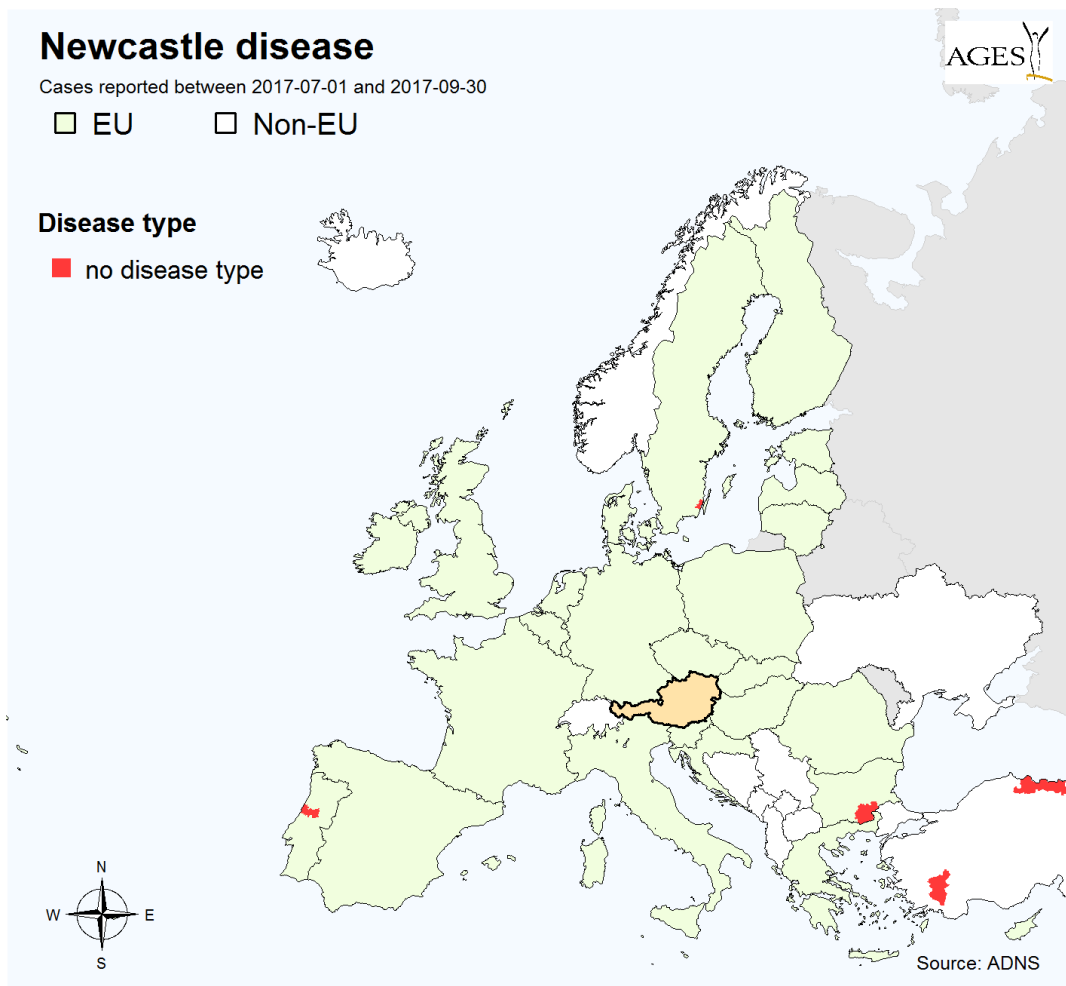 Newcastle disease
Cases reported between 2017-07-01 and 2017-09-30
EU
Non-EU
AGES
Disease type
no disease type
N
W
E
S
Source: ADNS